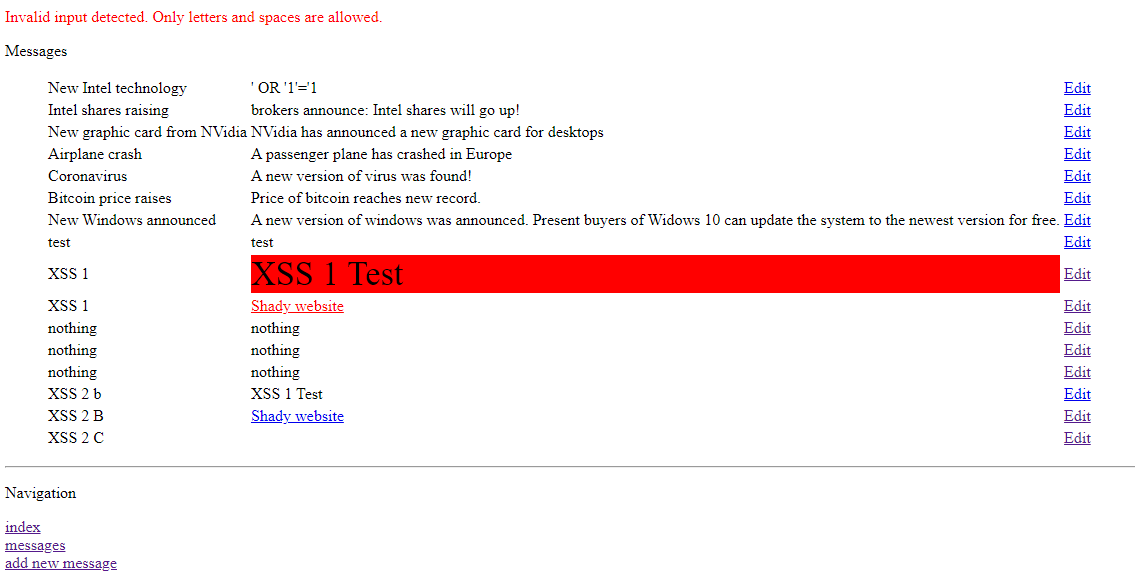 Invalid input detected. Only letters and spaces are allowed.
Messages
New Intel technology ' OR '1'='1 Edit
Intel shares raising brokers announce: Intel shares will go up! Edit
New graphic card from NVidia NVidia has announced a new graphic card for desktops Edit
Airplane crash A passenger plane has crashed in Europe Edit
Coronavirus A new version of virus was found! Edit
Bitcoin price raises Price of bitcoin reaches new record. Edit
New Windows announced A new version of windows was announced. Present buyers of Widows 10 can update the system to the newest version for free. Edit
test test Edit
XSS 1 XSS 1 Test Edit
XSS 1 Shady website Edit
nothing nothing Edit
nothing nothing Edit
nothing nothing Edit
XSS 2 b XSS 1 Test Edit
XSS 2 B Shady website Edit
XSS 2 C Edit
Navigation
index
messages
add new message